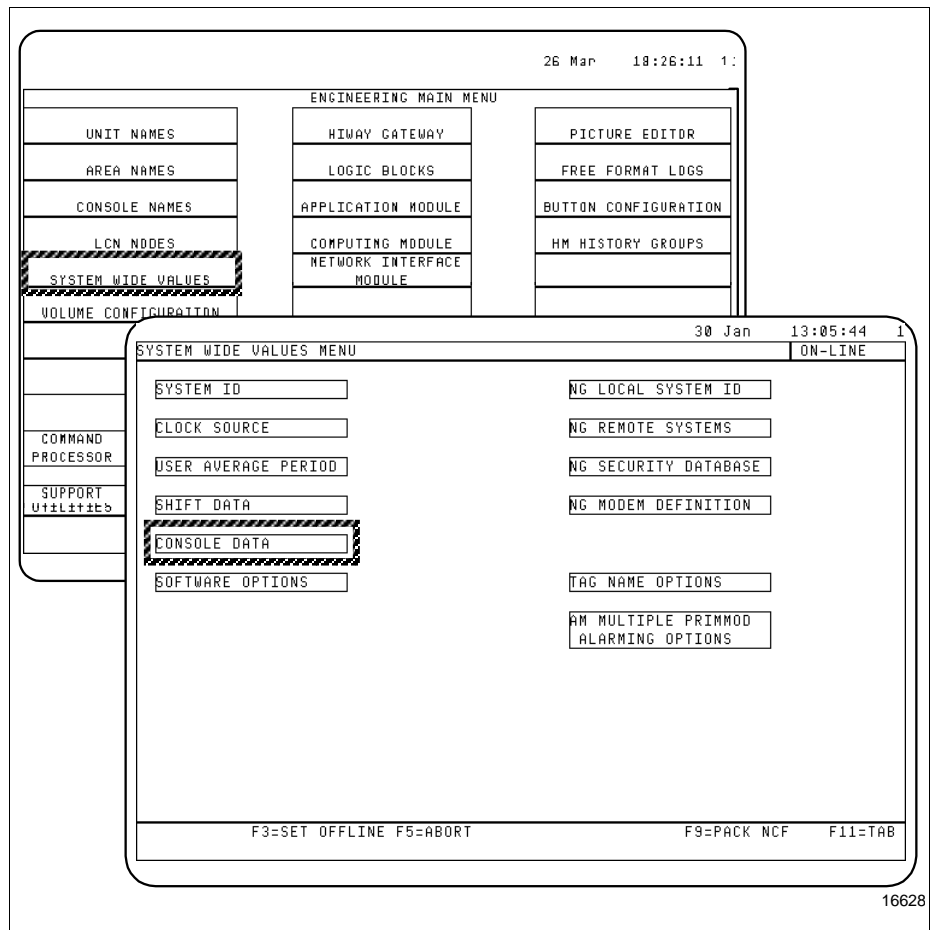 26 Mar 18:26:11 1
ENGINEERING MAIN MENU
UNIT NAMES HIWAY GATEWAY PICTURE EDITOR
AREA NAMES LOGIC BLOCKS FREE FORMAT LOGS
CONSOLE NAMES APPLICATION MODULE BUTTON CONFIGURATION
LCN NODES COMPUTING MODULE HM HISTORY GROUPS
SYSTEM WIDE VALUES NETWORK INTERFACE
MODULE
VOLUME CONFIGURATION
COMMAND
PROCESSOR
SUPPORT
UTILITIES
30 Jan 13:05:44 1
SYSTEM WIDE VALUES MENU ON-LINE
SYSTEM ID NG LOCAL SYSTEM ID
CLOCK SOURCE NG REMOTE SYSTEMS
USER AVERAGE PERIOD NG SECURITY DATABASE
SHIFT DATA NG MODEM DEFINITION
CONSOLE DATA
SOFTWARE OPTIONS TAG NAME OPTIONS
AM MULTIPLE PRIMMOD
ALARMING OPTIONS
F3=SET OFFLINE F5=ABORT F9=PACK NCF F11=TAB
16628